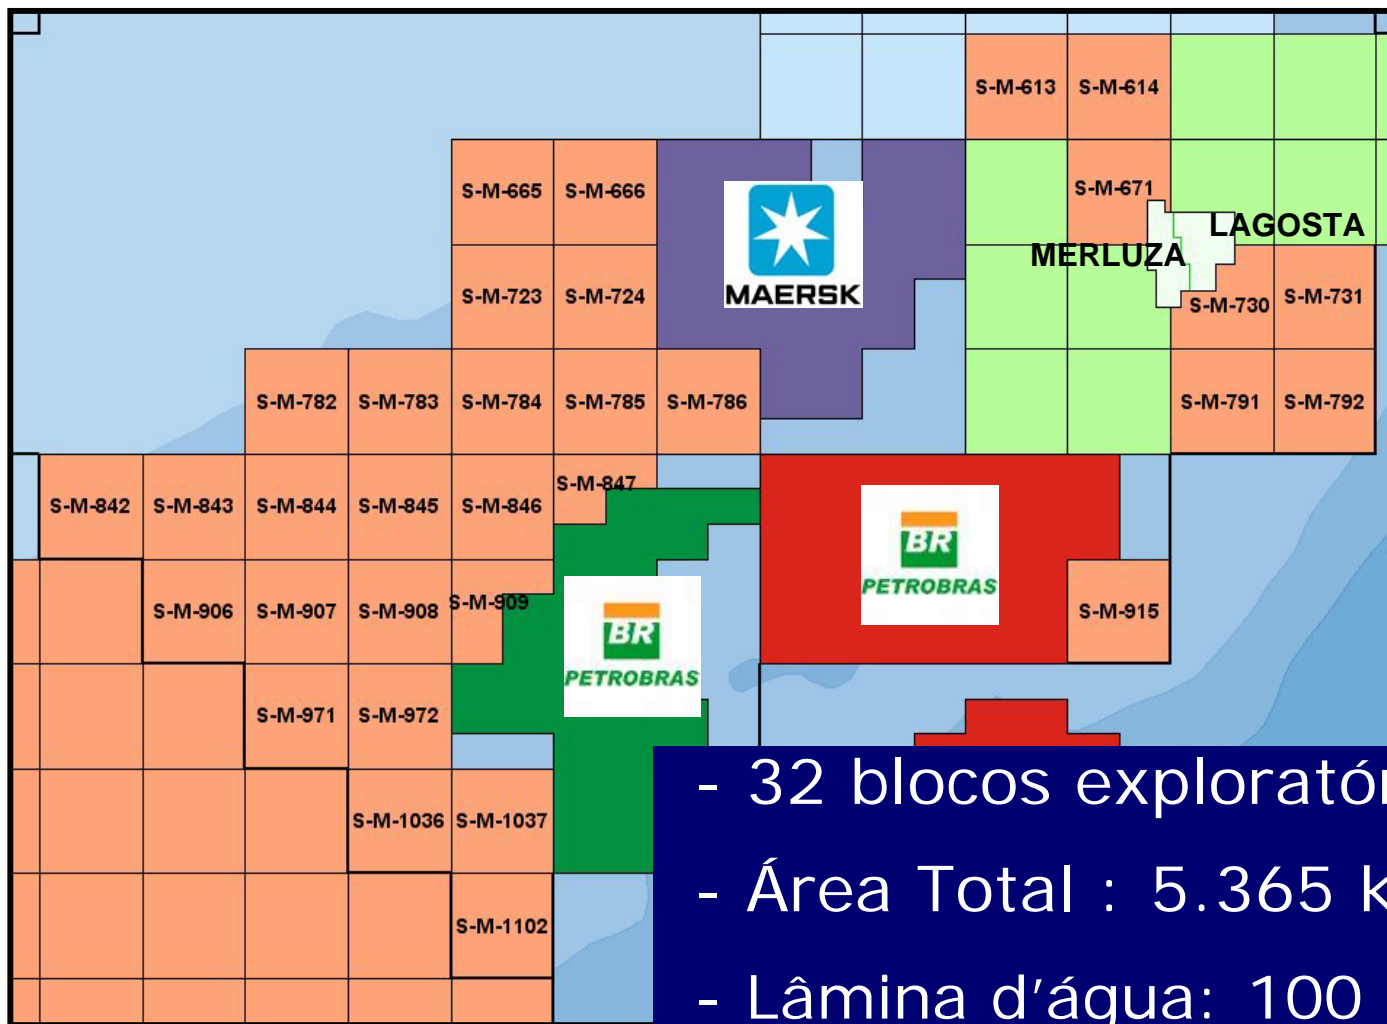 S-M-613 S-M-614
S-M-665 S-M-666 S-M-671
LAGOSTA
MERLUZA
MAERSK
S-M-723 S-M-724 S-M-730 S-M-731
S-M-782 S-M-783 S-M-784 S-M-785 S-M-786 S-M-791 S-M-792
S-M-842 S-M-843 S-M-844 S-M-845 S-M-846 S-M-847
BR
PETROBRAS
S-M-906 S-M-907 S-M-908 S-M-909 S-M-915
BR
PETROBRAS
S-M-971 S-M-972
- 32 blocos exploratór
S-M-1036 S-M-1037
- Área Total : 5.365 k
S-M-1102
- Lâmina d’água: 100